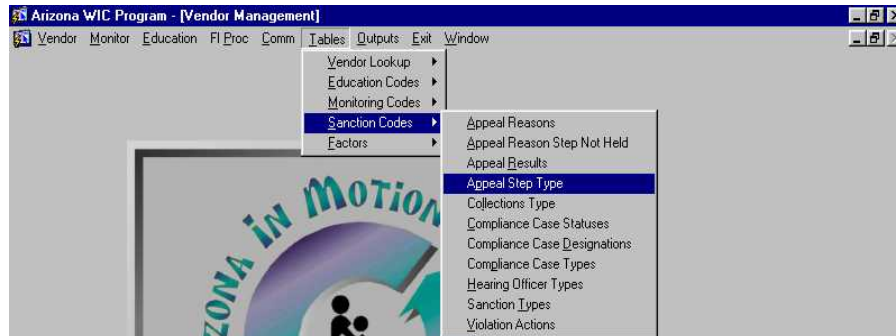 Arizona WIC Program - [Vendor Management]
Vendor Monitor Education FI Proc Comm Tables Outputs Exit Window
Vendor Lookup
Education Codes
Monitoring Codes
Sanction Codes
Factors
Appeal Reasons
Appeal Reason Step Not Held
Appeal Results
Appeal Step Type
Collections Type
Compliance Case Statuses
Compliance Case Designations
Compliance Case Types
Hearing Officer Types
Sanction Types
Violation Actions
ARIZONA IN MOTION